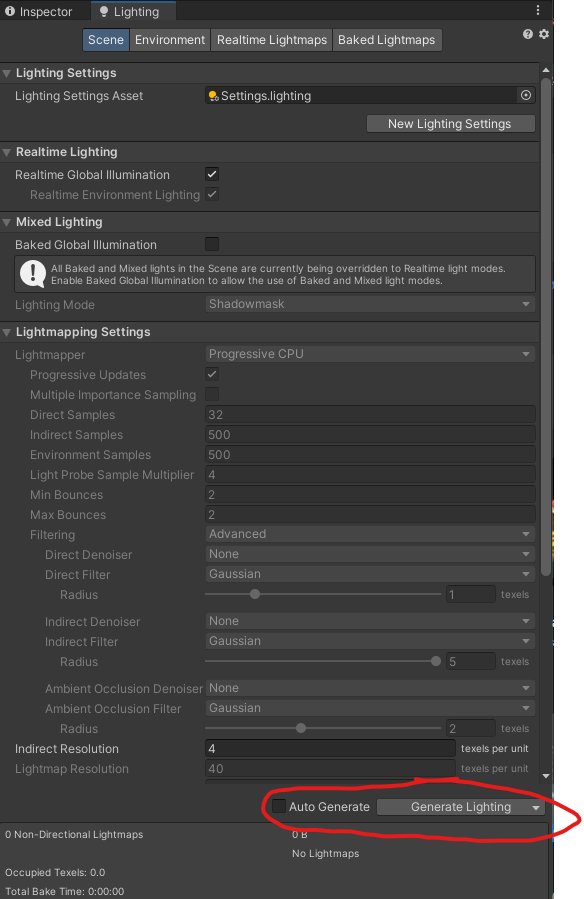 Inspector
Lighting
Scene
Environment
Realtime Lightmaps
Baked Lightmaps
Lighting Settings
Lighting Settings Asset
Settings.lighting
New Lighting Settings
Realtime Lighting
Realtime Global Illumination
Realtime Environment Lighting
Mixed Lighting
Baked Global Illumination
All Baked and Mixed lights in the Scene are currently being overridden to Realtime light modes.
Enable Baked Global Illumination to allow the use of Baked and Mixed light modes.
Lighting Mode
Shadowmask
Lightmapping Settings
Lightmapper
Progressive CPU
Progressive Updates
Multiple Importance Sampling
Direct Samples
32
Indirect Samples
500
Environment Samples
500
Light Probe Sample Multiplier
4
Min Bounces
2
Max Bounces
2
Filtering
Advanced
Direct Denoiser
None
Direct Filter
Gaussian
Radius
1
texels
Indirect Denoiser
None
Indirect Filter
Gaussian
Radius
5
texels
Ambient Occlusion Denoiser
None
Ambient Occlusion Filter
Gaussian
Radius
2
texels
Indirect Resolution
4
texels per unit
Lightmap Resolution
40
texels per unit
Auto Generate
Generate Lighting
0 Non-Directional Lightmaps
0 B
No Lightmaps
Occupied Texels: 0.0
Total Bake Time: 0:00:00